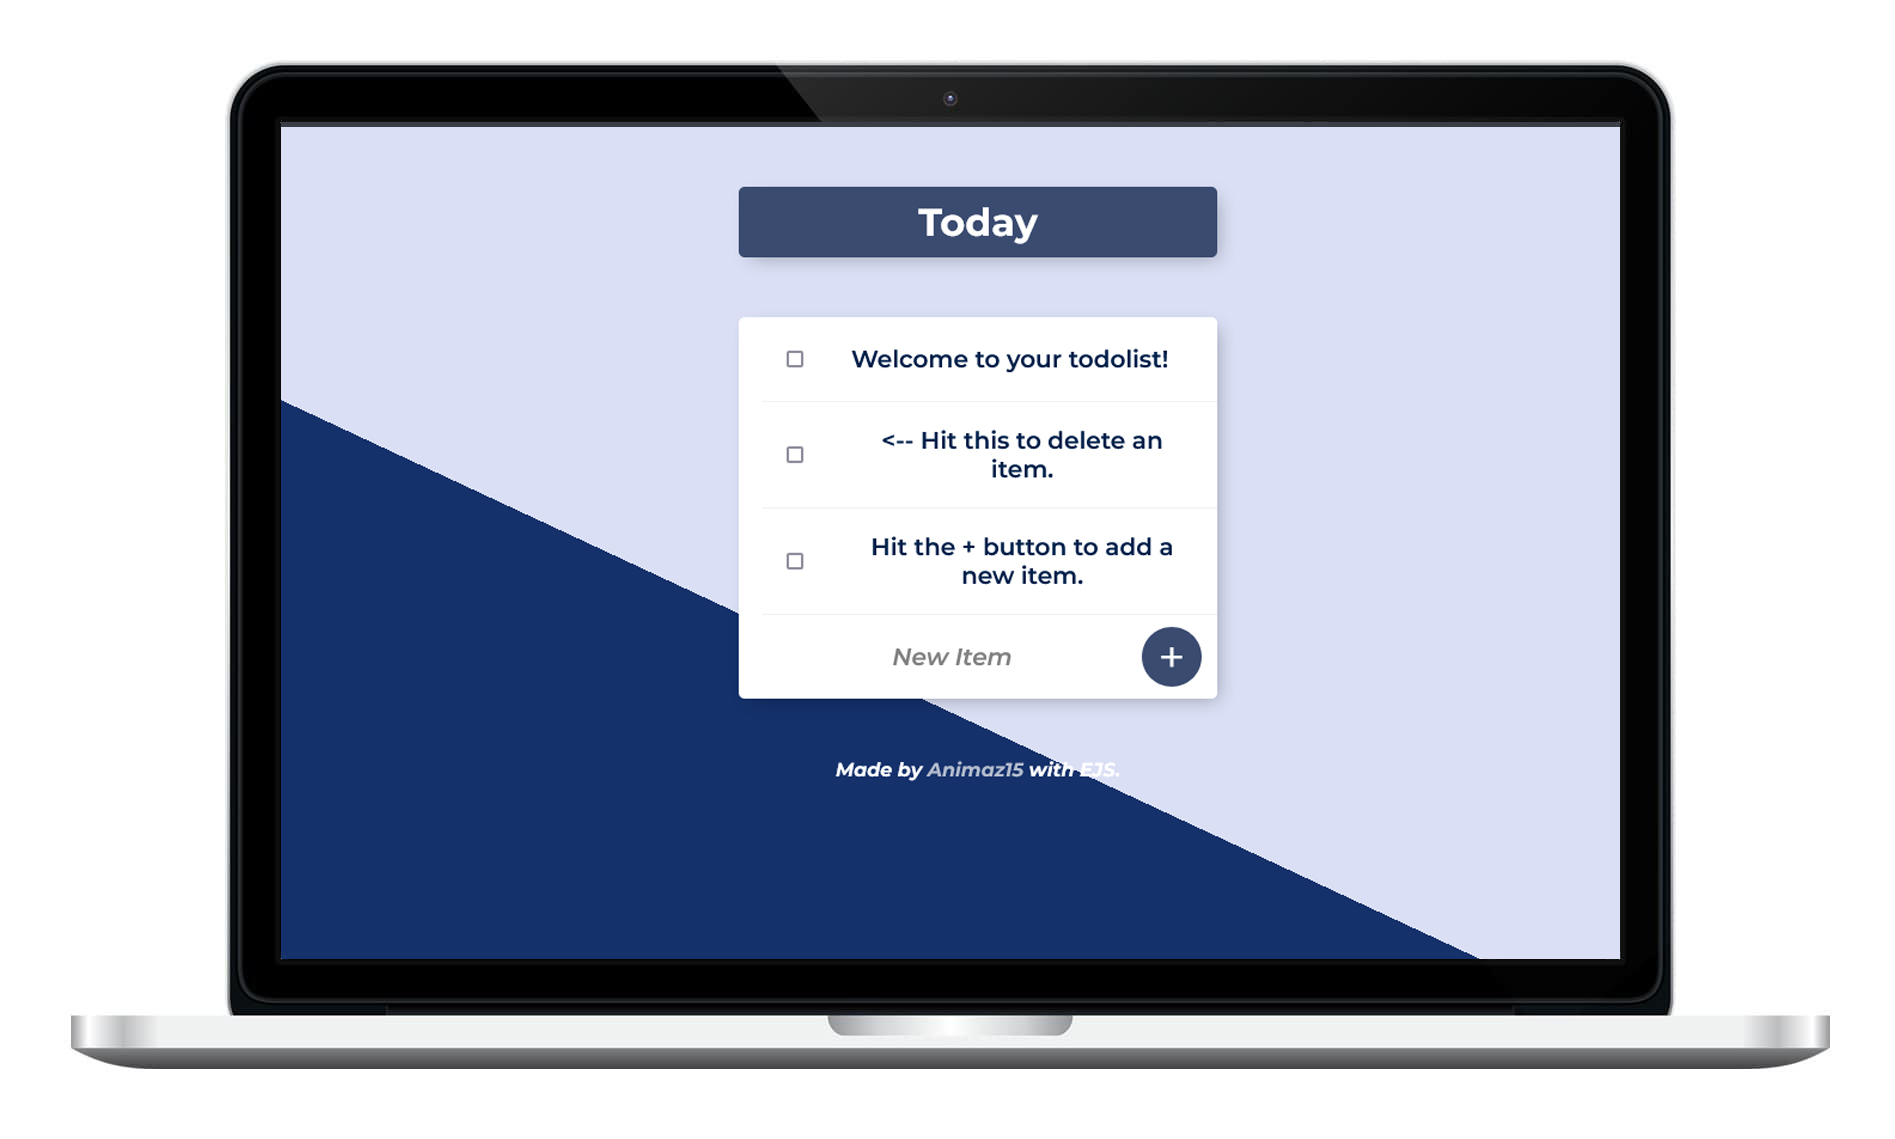 Today
Welcome to your todolist!
<-- Hit this to delete an
item.
Hit the + button to add a
new item.
New Item
+
Made by Animaz15 with EJS.